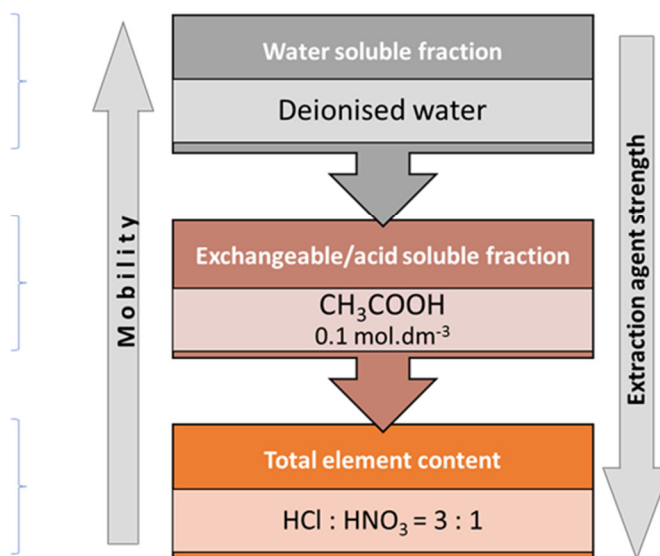 Water soluble fraction
Deionised water
Mobility
Exchangeable/acid soluble fraction
CH₃COOH
0.1 mol.dm⁻³
Extraction agent strength
Total element content
HCl : HNO₃ = 3 : 1